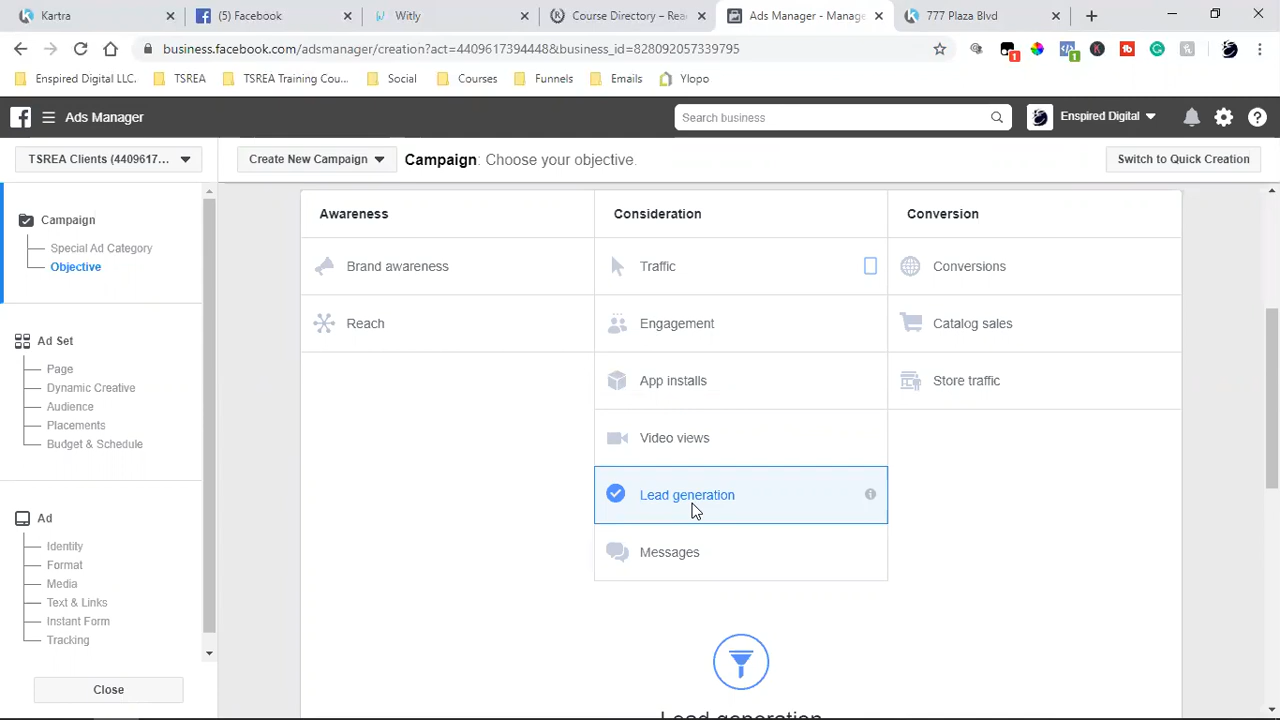 Kartra
(5) Facebook
Witly
Course Directory – Rea
Ads Manager - Manage
777 Plaza Blvd
business.facebook.com/adsmanager/creation?act=4409617394448&business_id=828092057339795
1
1
Enspired Digital LLC.
TSREA
TSREA Training Cou...
Social
Courses
Funnels
Emails
Ylopo
Ads Manager
Search business
Enspired Digital
TSREA Clients (4409617...
Create New Campaign
Campaign: Choose your objective.
Switch to Quick Creation
Campaign
Special Ad Category
Objective
Ad Set
Page
Dynamic Creative
Audience
Placements
Budget & Schedule
Ad
Identity
Format
Media
Text & Links
Instant Form
Tracking
Close
Awareness
Consideration
Conversion
Brand awareness
Traffic
Conversions
Reach
Engagement
Catalog sales
App installs
Store traffic
Video views
Lead generation
Messages
Lead generation